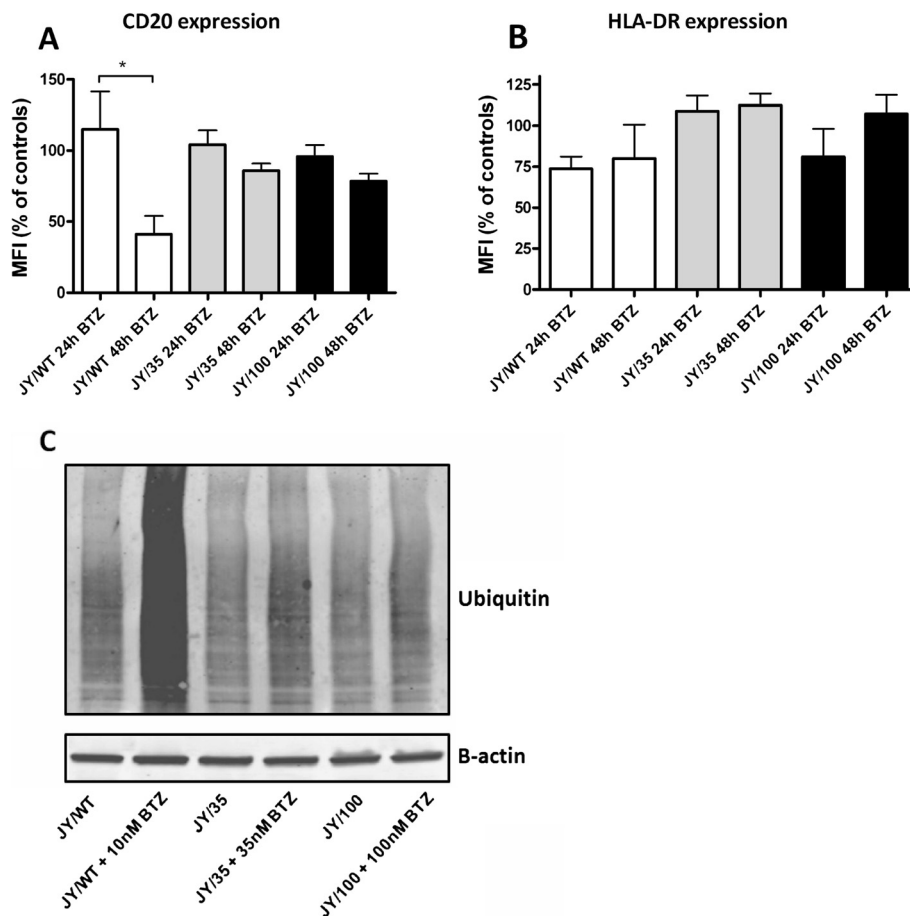 CD20 expression
A
*
150
100
50
0
MFI (% of controls)
JY/WT 24h BTZ
JY/WT 48h BTZ
JY/35 24h BTZ
JY/35 48h BTZ
JY/100 24h BTZ
JY/100 48h BTZ
HLA-DR expression
B
125
100
75
50
25
0
MFI (% of controls)
JY/WT 24h BTZ
JY/WT 48h BTZ
JY/35 24h BTZ
JY/35 48h BTZ
JY/100 24h BTZ
JY/100 48h BTZ
C
Ubiquitin
B-actin
JY/WT
JY/WT + 10nM BTZ
JY/35
JY/35 + 35nM BTZ
JY/100
JY/100 + 100nM BTZ